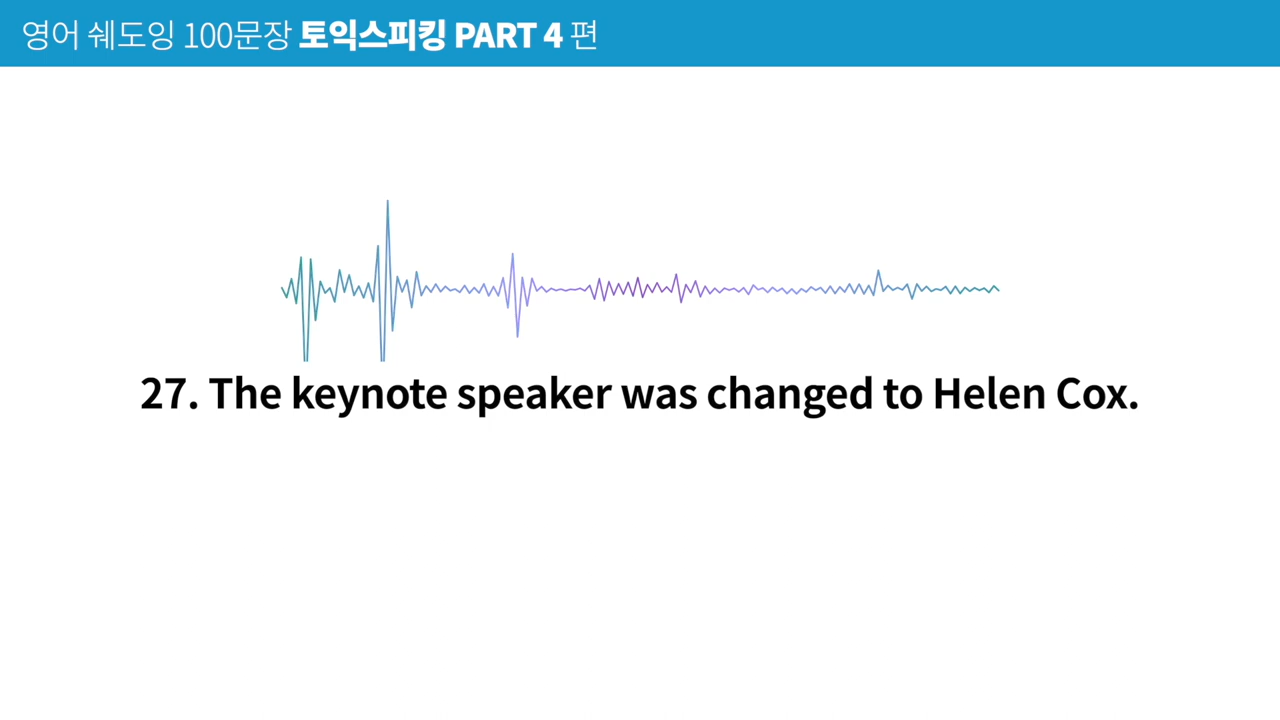 영어 쉐도잉 100문장 토익스피킹 PART 4 편
27. The keynote speaker was changed to Helen Cox.